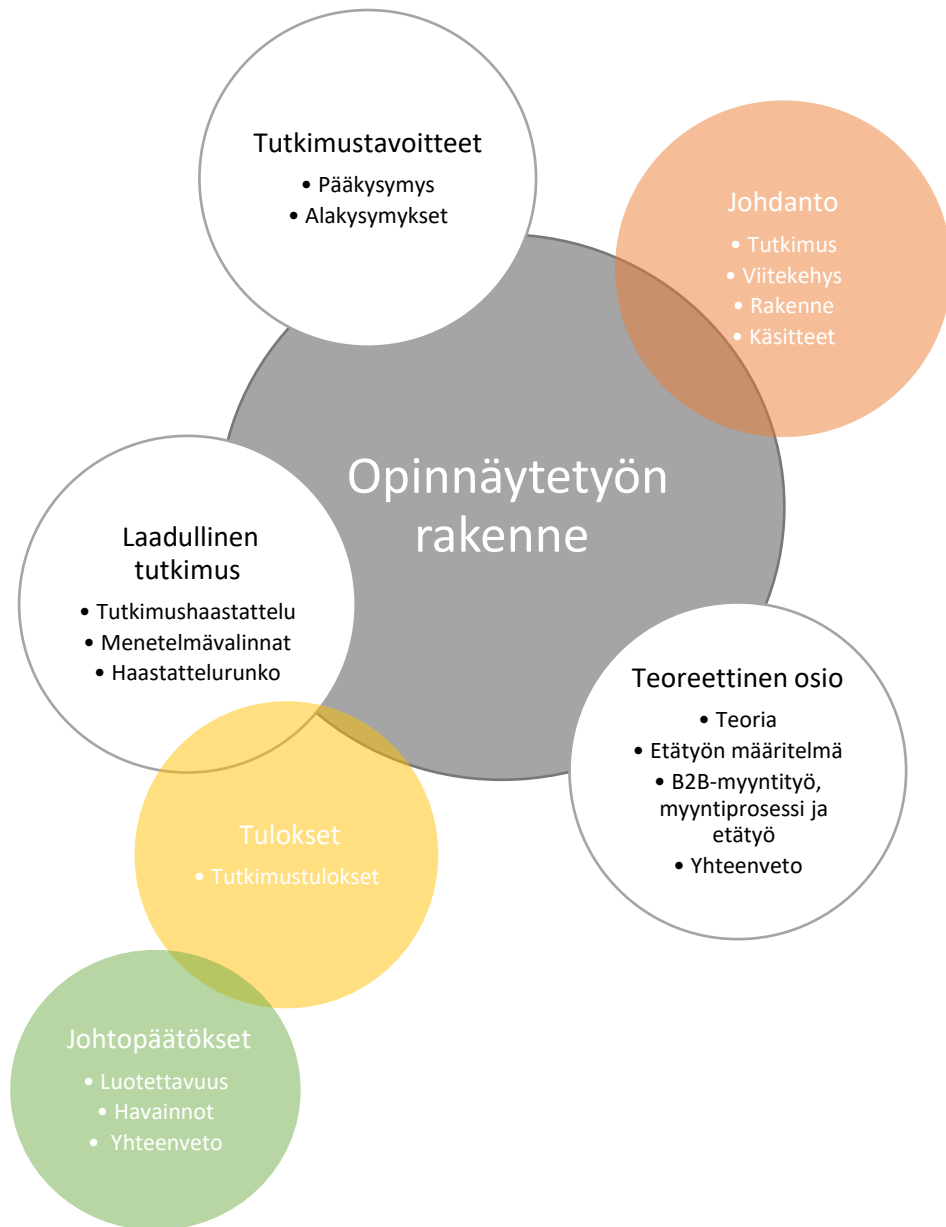 Tutkimustavoitteet
• Pääkysymys
• Alakysymykset
Johdanto
• Tutkimus
• Viitekehys
• Rakenne
• Käsitteet
Opinnäytetyön
rakenne
Laadullinen
tutkimus
• Tutkimushaastattelu
• Menetelmävalinnat
• Haastattelurunko
Teoreettinen osio
• Teoria
• Etätyön määritelmä
• B2B-myyntityö,
myyntiprosessi ja
etätyö
• Yhteenveto
Tulokset
• Tutkimustulokset
Johtopäätökset
• Luotettavuus
• Havainnot
• Yhteenveto